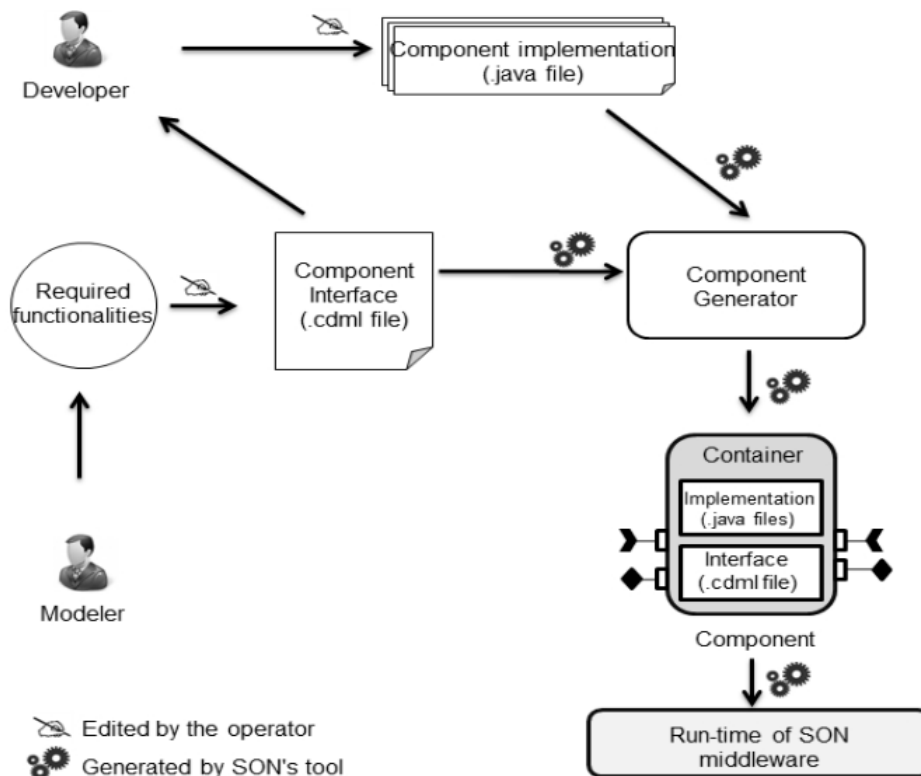 Developer
Component implementation
(.java file)
Required
functionalities
Component
Interface
(.cdml file)
Component
Generator
Container
Implementation
(.java files)
Interface
(.cdml file)
Modeler
Component
Edited by the operator
Generated by SON's tool
Run-time of SON
middleware